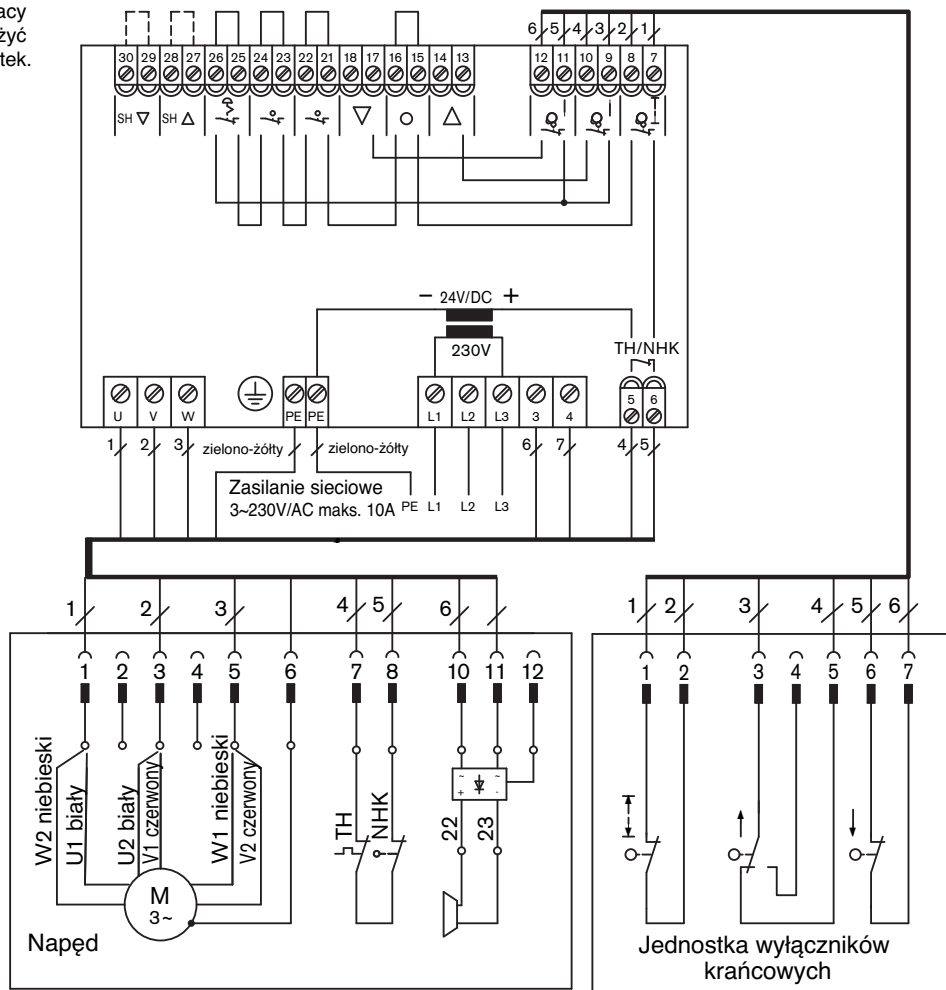 acy
żyć
tek.
6 5 4 3 2 1
30 29 28 27 26 25 24 23 22 21 18 17 16 15 14 13 12 11 10 9 8 7
SH SH
− 24V/DC +
230V
TH/NHK
U V W PE PE L1 L2 L3 3 4 5 6
1 2 3 zielono-żółty zielono-żółty 6 7 4 5
Zasilanie sieciowe
3~230V/AC maks. 10A PE L1 L2 L3
1 2 3 4 5 6
1 2 3 4 5 6 7 8 10 11 12
W2 niebieski
U1 biały
U2 biały
V1 czerwony
W1 niebieski
V2 czerwony
TH
NHK
~ ~
+ -
22 23
M
3~
Napęd
1 2 3 4 5 6
1 2 3 4 5 6 7
Jednostka wyłączników
krańcowych